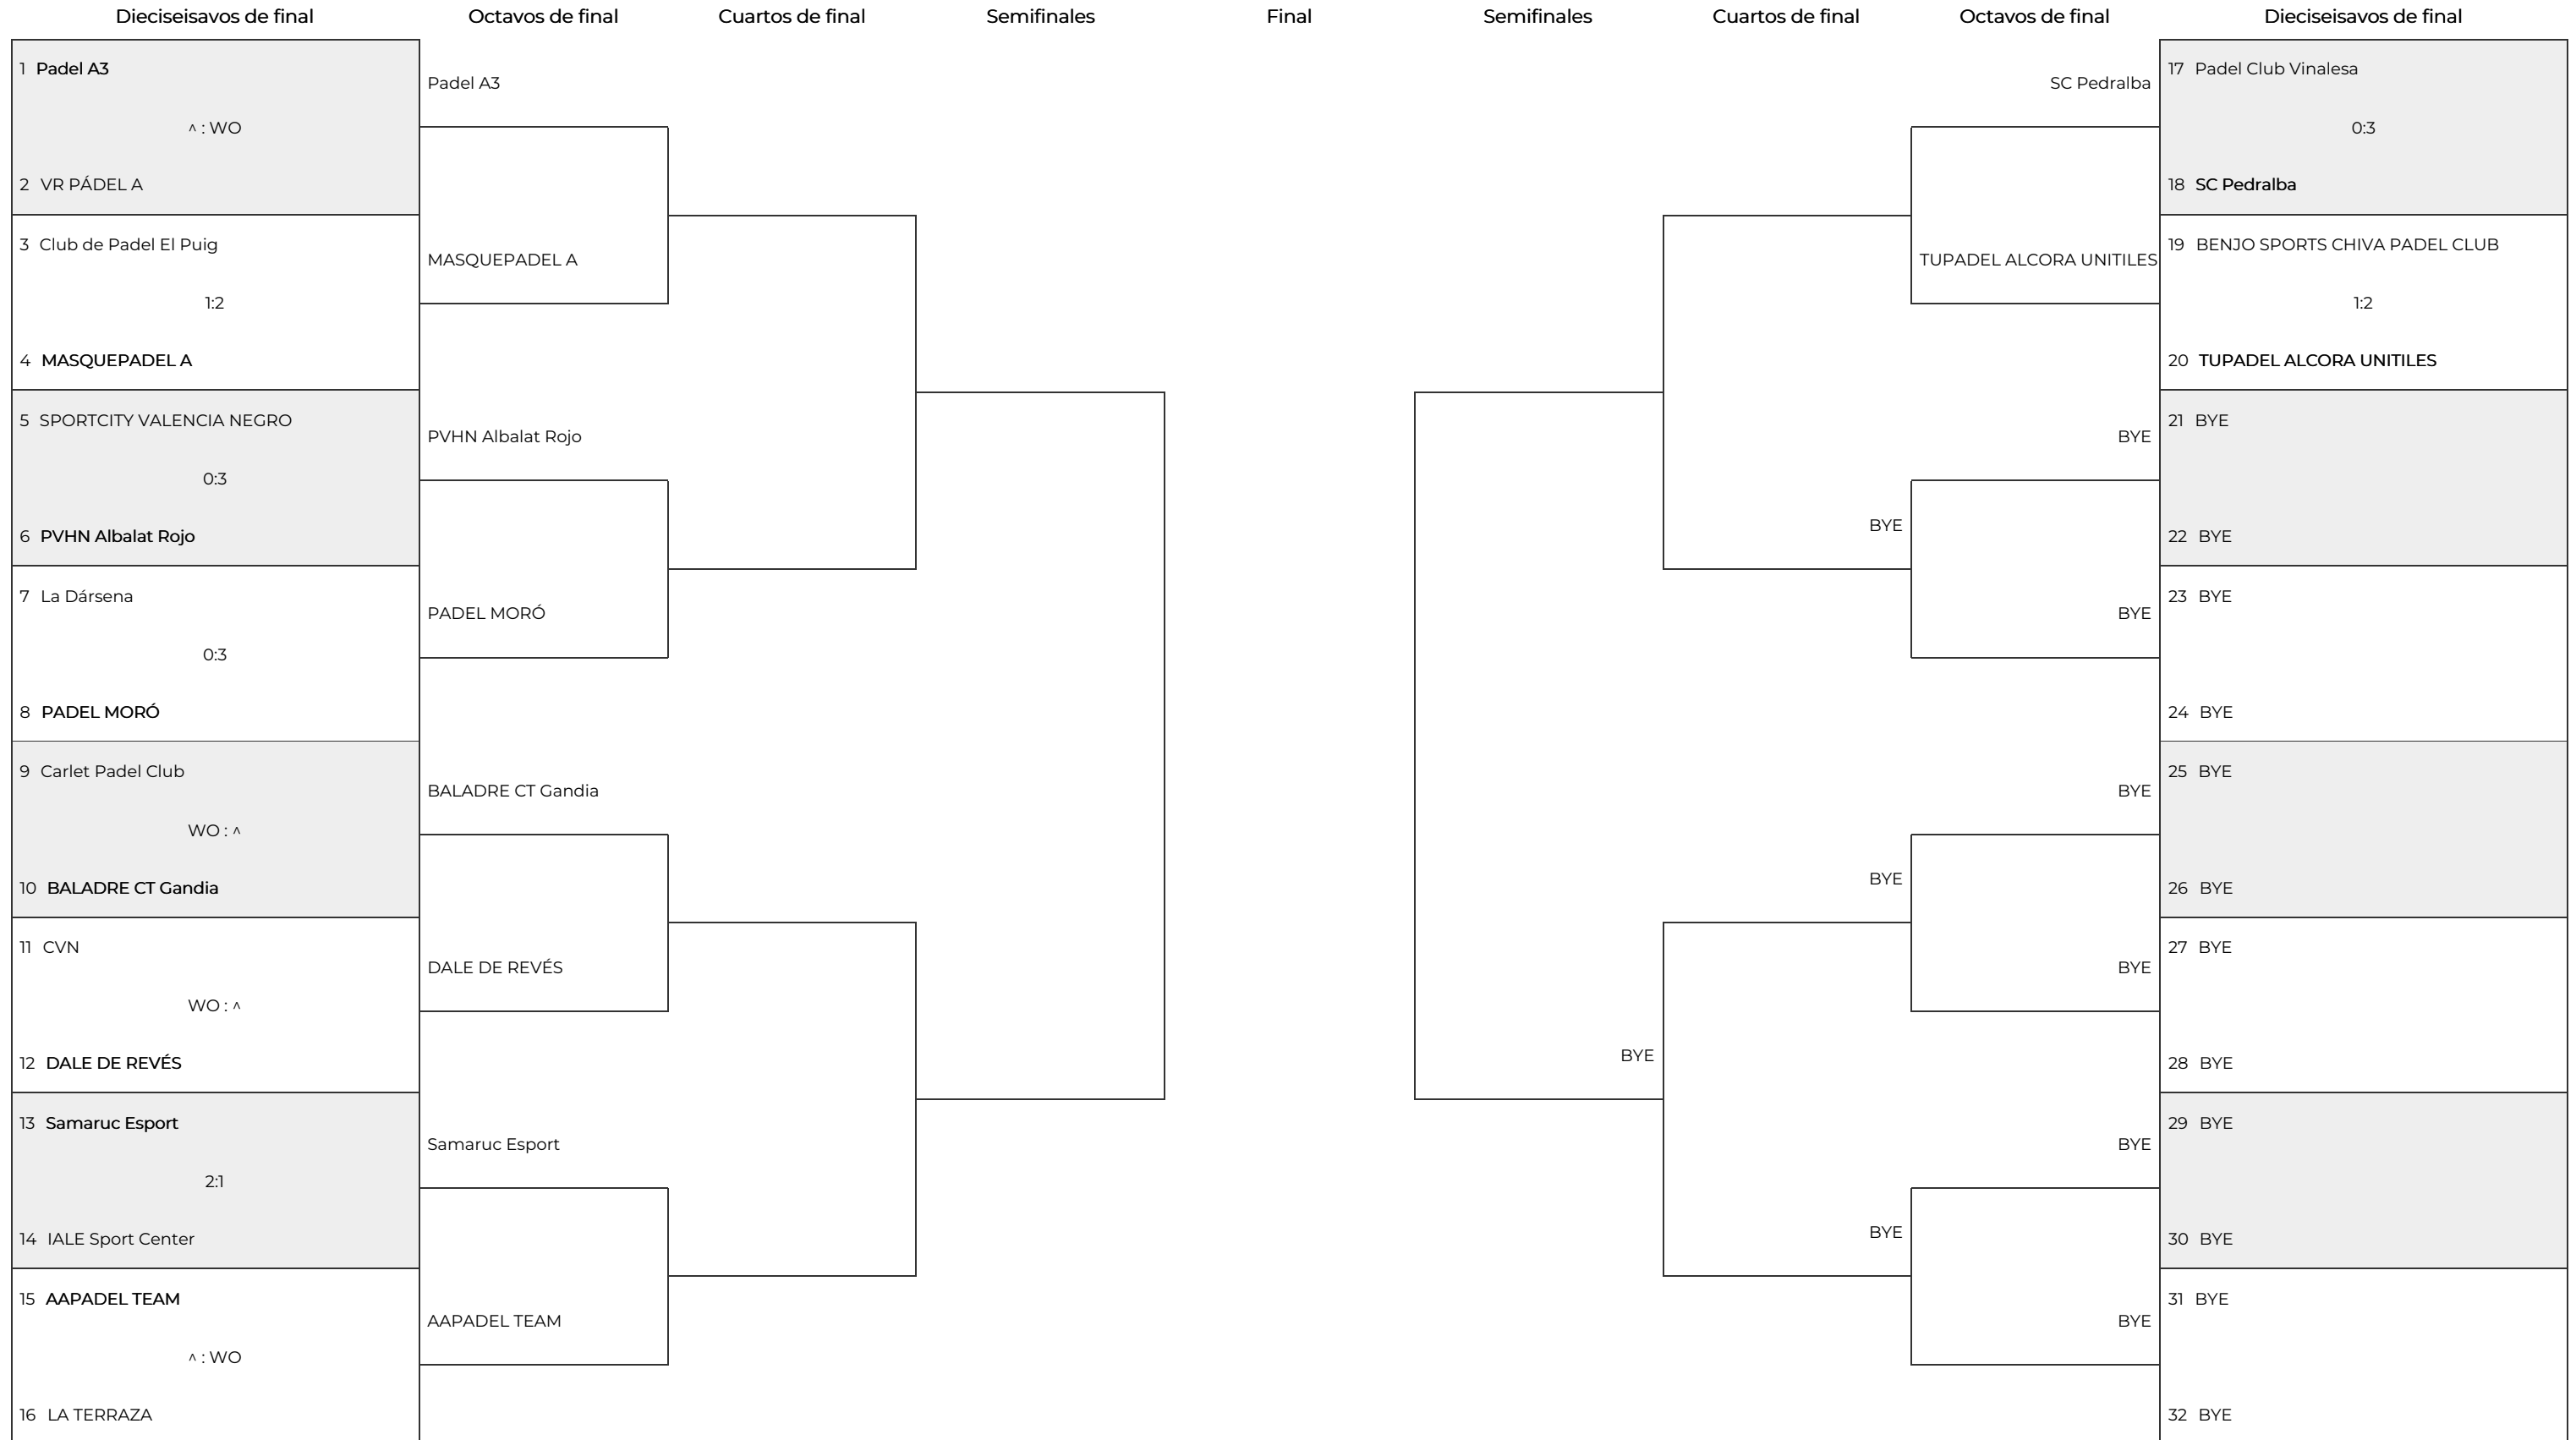 Dieciseisavos de final
Octavos de final
Cuartos de final
Semifinales
Final
Semifinales
Cuartos de final
Octavos de final
Dieciseisavos de final
1 Padel A3
^ : WO
2 VR PÁDEL A
3 Club de Padel El Puig
1:2
4 MASQUEPADEL A
5 SPORTCITY VALENCIA NEGRO
0:3
6 PVHN Albalat Rojo
7 La Dársena
0:3
8 PADEL MORÓ
9 Carlet Padel Club
WO : ^
10 BALADRE CT Gandia
11 CVN
WO : ^
12 DALE DE REVÉS
13 Samaruc Esport
2:1
14 IALE Sport Center
15 AAPADEL TEAM
^ : WO
16 LA TERRAZA
Padel A3
MASQUEPADEL A
PVHN Albalat Rojo
PADEL MORÓ
BALADRE CT Gandia
DALE DE REVÉS
Samaruc Esport
AAPADEL TEAM
BYE
BYE
BYE
BYE
SC Pedralba
TUPADEL ALCORA UNITILES
BYE
BYE
BYE
BYE
BYE
BYE
17 Padel Club Vinalesa
0:3
18 SC Pedralba
19 BENJO SPORTS CHIVA PADEL CLUB
1:2
20 TUPADEL ALCORA UNITILES
21 BYE
22 BYE
23 BYE
24 BYE
25 BYE
26 BYE
27 BYE
28 BYE
29 BYE
30 BYE
31 BYE
32 BYE